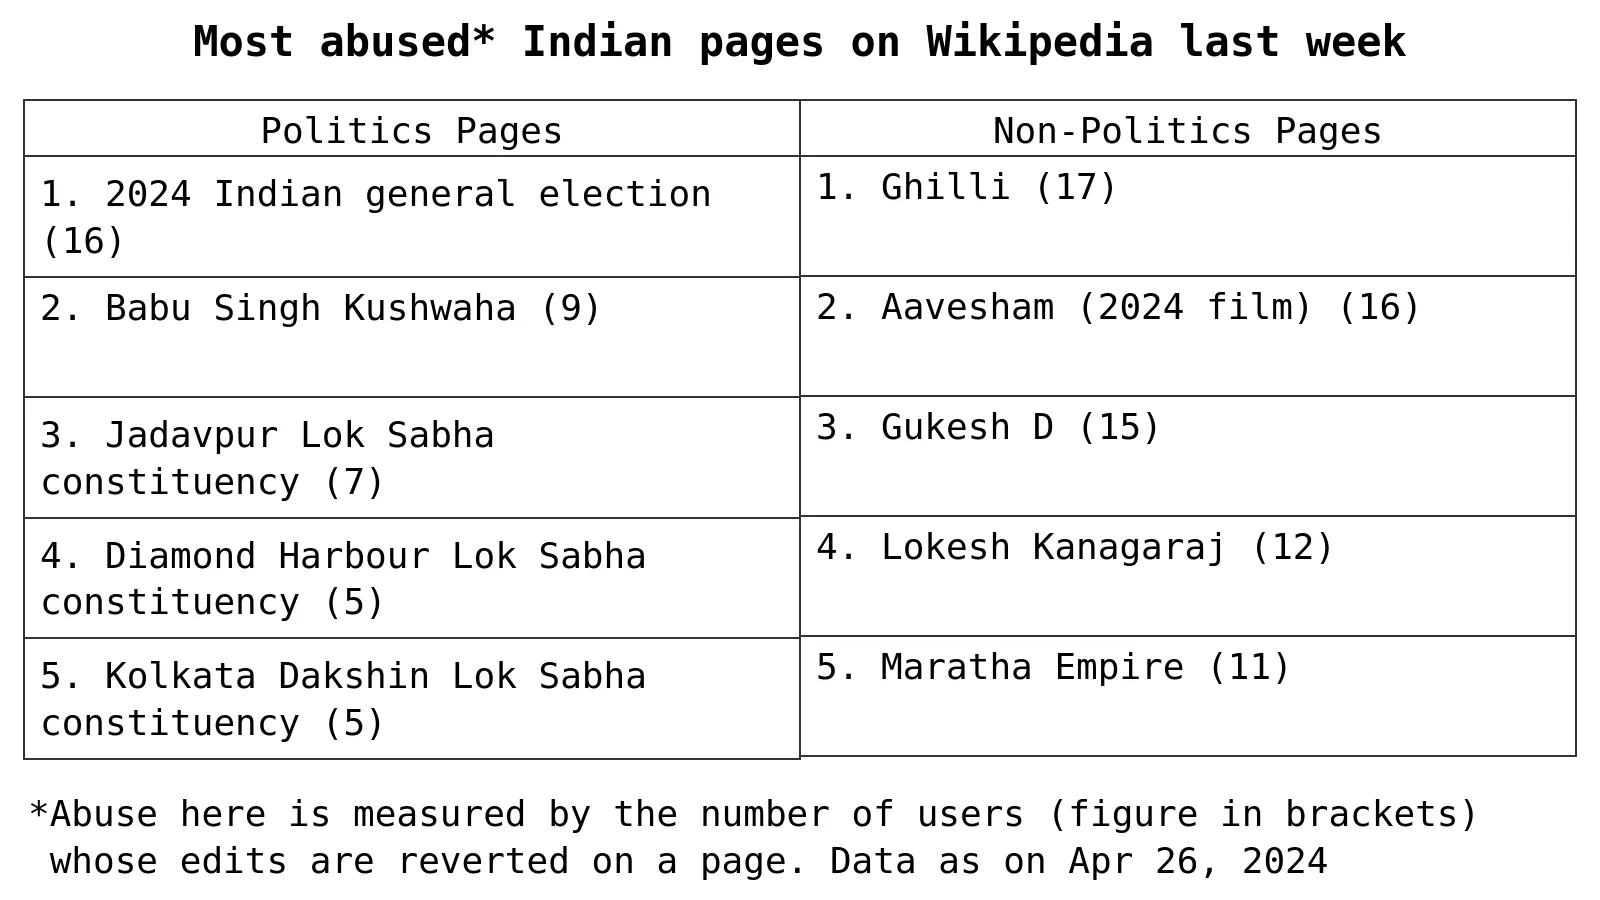 Most abused* Indian pages on Wikipedia last week
Politics Pages
1. 2024 Indian general election
(16)
2. Babu Singh Kushwaha (9)
3. Jadavpur Lok Sabha
constituency (7)
4. Diamond Harbour Lok Sabha
constituency (5)
5. Kolkata Dakshin Lok Sabha
constituency (5)
Non-Politics Pages
1. Ghilli (17)
2. Aavesham (2024 film) (16)
3. Gukesh D (15)
4. Lokesh Kanagaraj (12)
5. Maratha Empire (11)
*Abuse here is measured by the number of users (figure in brackets)
whose edits are reverted on a page. Data as on Apr 26, 2024